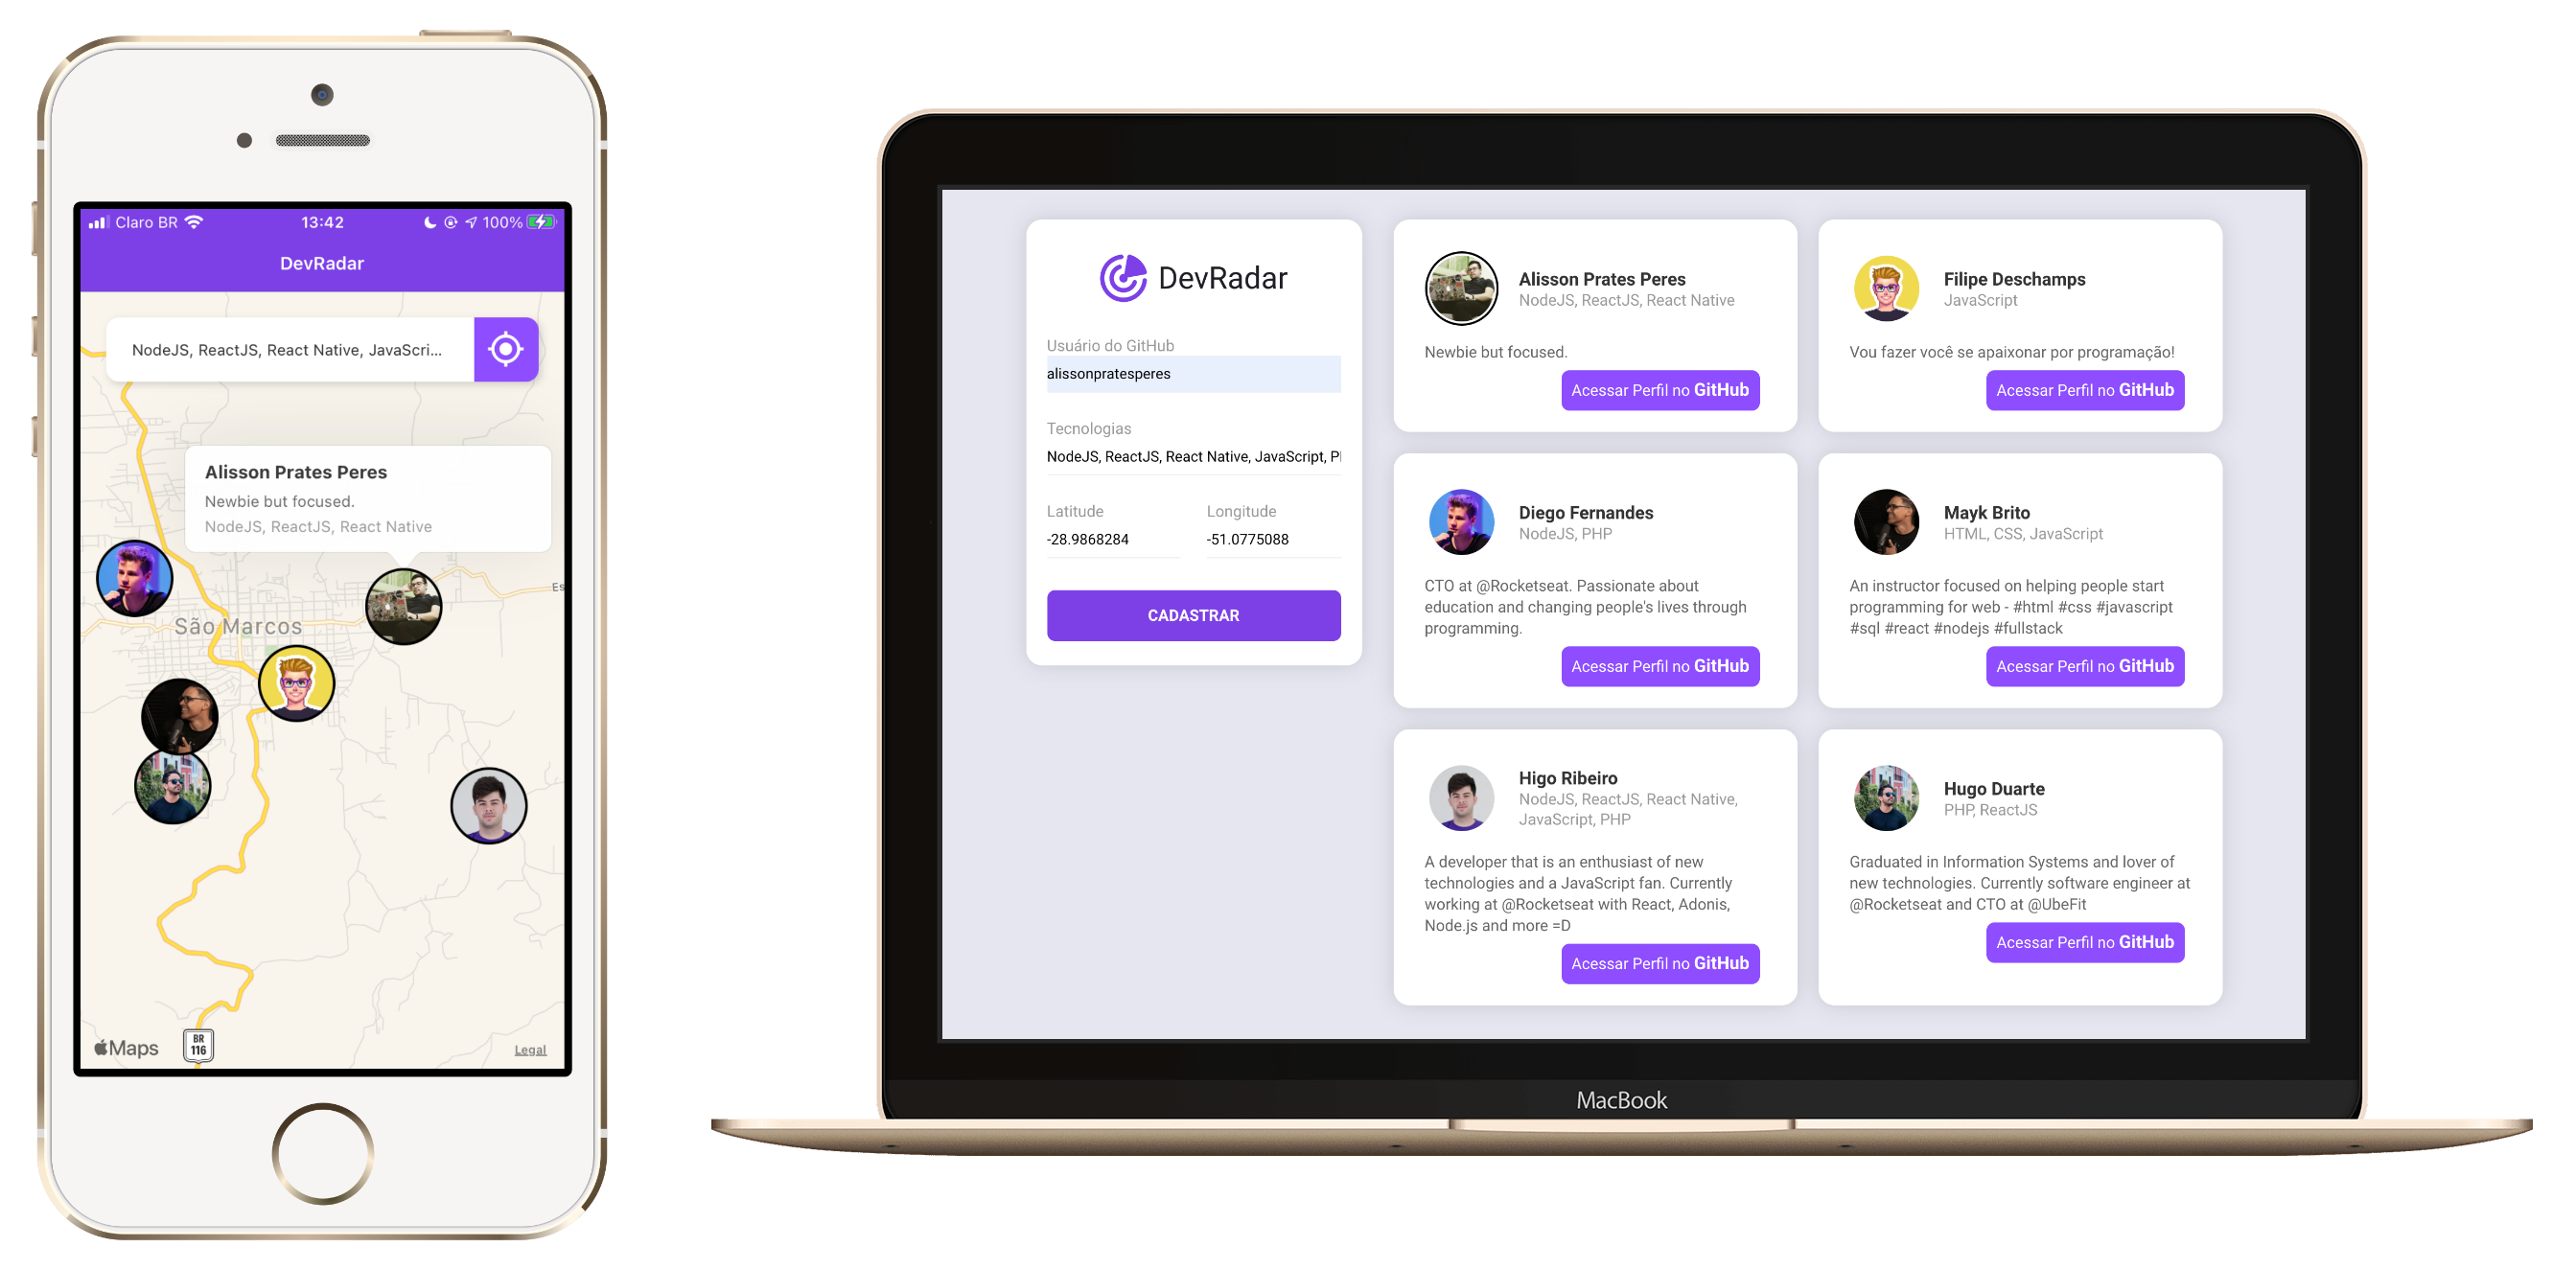 Claro BR
13:42
100%
DevRadar
NodeJS, ReactJS, React Native, JavaScri...
Alisson Prates Peres
Newbie but focused.
NodeJS, ReactJS, React Native
Es
São Marcos
Maps
BR
116
Legal
DevRadar
Usuário do GitHub
alissonpratesperes
Tecnologias
NodeJS, ReactJS, React Native, JavaScript, P
Latitude
Longitude
-28.9868284
-51.0775088
CADASTRAR
Alisson Prates Peres
NodeJS, ReactJS, React Native
Newbie but focused.
Acessar Perfil no GitHub
Filipe Deschamps
JavaScript
Vou fazer você se apaixonar por programação!
Acessar Perfil no GitHub
Diego Fernandes
NodeJS, PHP
CTO at @Rocketseat. Passionate about
education and changing people's lives through
programming.
Acessar Perfil no GitHub
Mayk Brito
HTML, CSS, JavaScript
An instructor focused on helping people start
programming for web - #html #css #javascript
#sql #react #nodejs #fullstack
Acessar Perfil no GitHub
Higo Ribeiro
NodeJS, ReactJS, React Native,
JavaScript, PHP
A developer that is an enthusiast of new
technologies and a JavaScript fan. Currently
working at @Rocketseat with React, Adonis,
Node.js and more =D
Acessar Perfil no GitHub
Hugo Duarte
PHP, ReactJS
Graduated in Information Systems and lover of
new technologies. Currently software engineer at
@Rocketseat and CTO at @UbeFit
Acessar Perfil no GitHub
MacBook